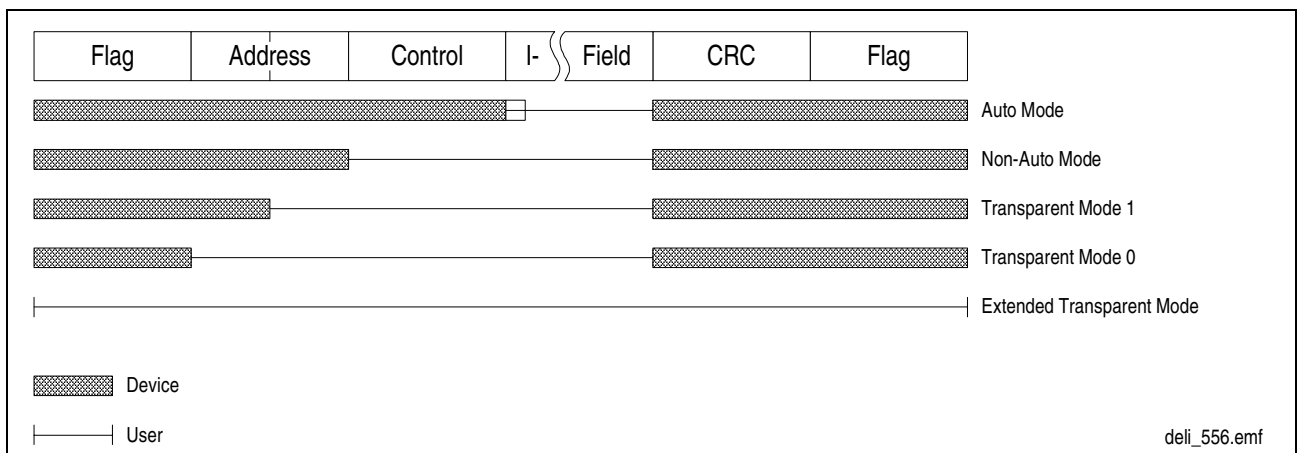 Flag Address Control I- Field CRC Flag
Auto Mode
Non-Auto Mode
Transparent Mode 1
Transparent Mode 0
Extended Transparent Mode
Device
User
deli_556.emf